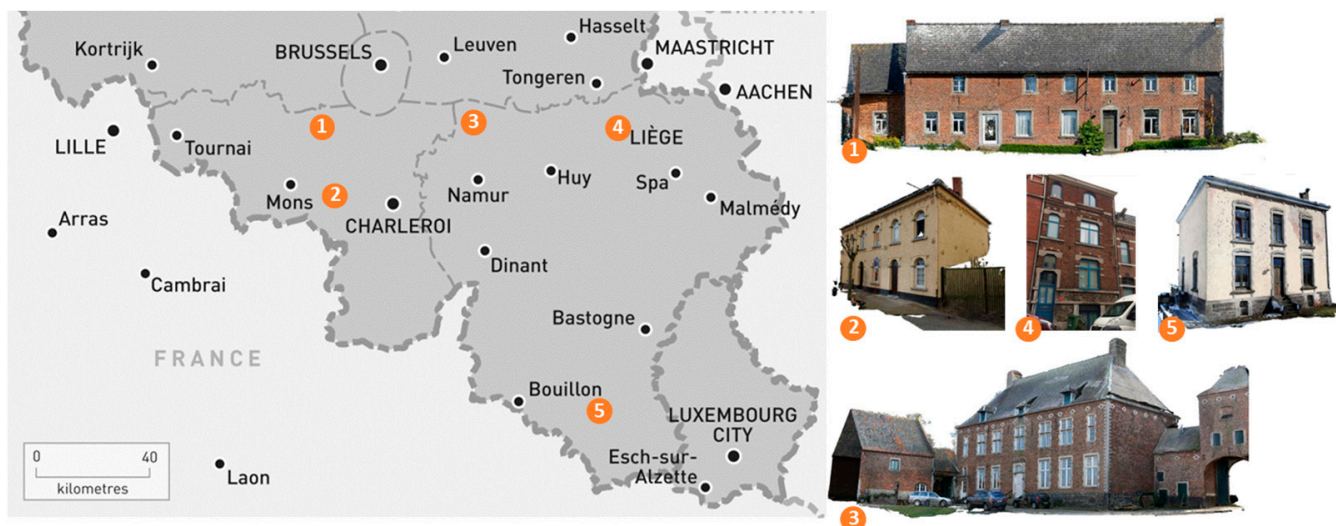 GERMANY
Hasselt
Kortrijk
BRUSSELS
Leuven
MAASTRICHT
Tongeren
AACHEN
1
3
4
LILLE
Tournai
LIÈGE
1
Mons
2
Namur
Huy
Spa
Malmédy
Arras
CHARLEROI
Dinant
Cambrai
Bastogne
2
4
5
FRANCE
Bouillon
5
LUXEMBOURG
CITY
0 40
kilometres
Laon
Esch-sur-
Alzette
3